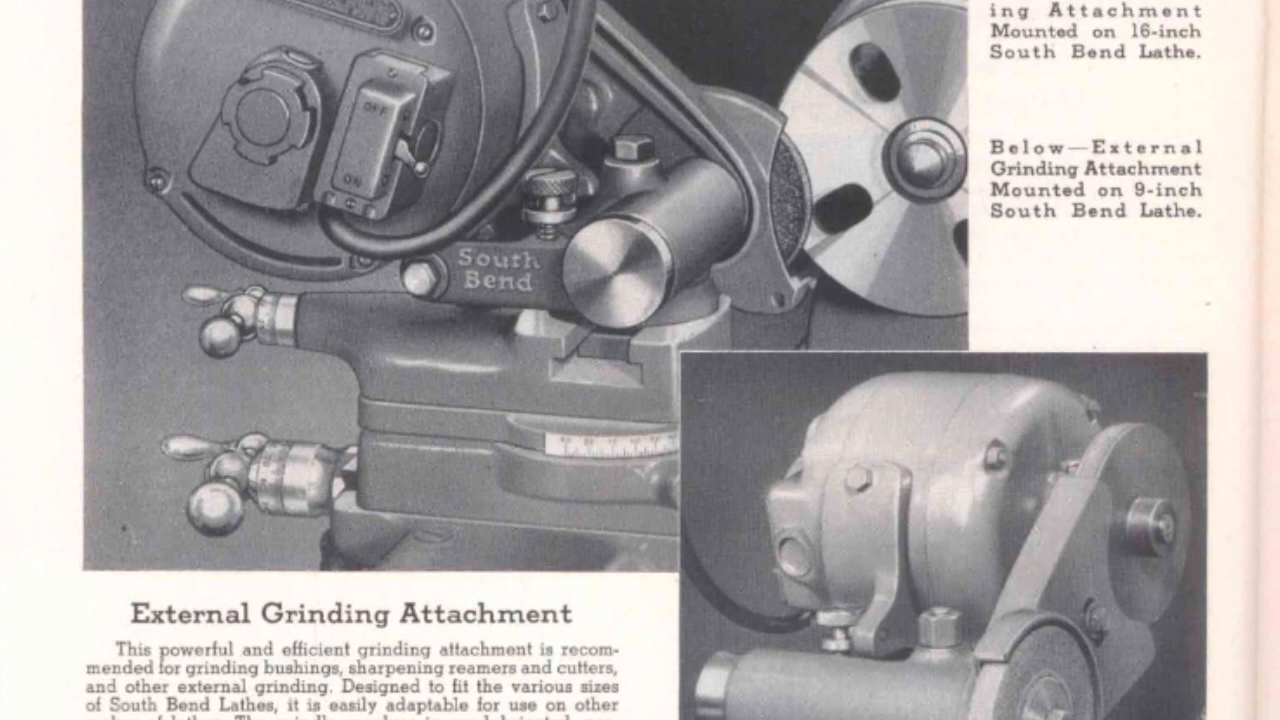 ing Attachment
Mounted on 16-inch
South Bend Lathe.
Below—External
Grinding Attachment
Mounted on 9-inch
South Bend Lathe.
OFF
ON
South
Bend
External Grinding Attachment
This powerful and efficient grinding attachment is recom-
mended for grinding bushings, sharpening reamers and cutters,
and other external grinding. Designed to fit the various sizes
of South Bend Lathes, it is easily adaptable for use on other